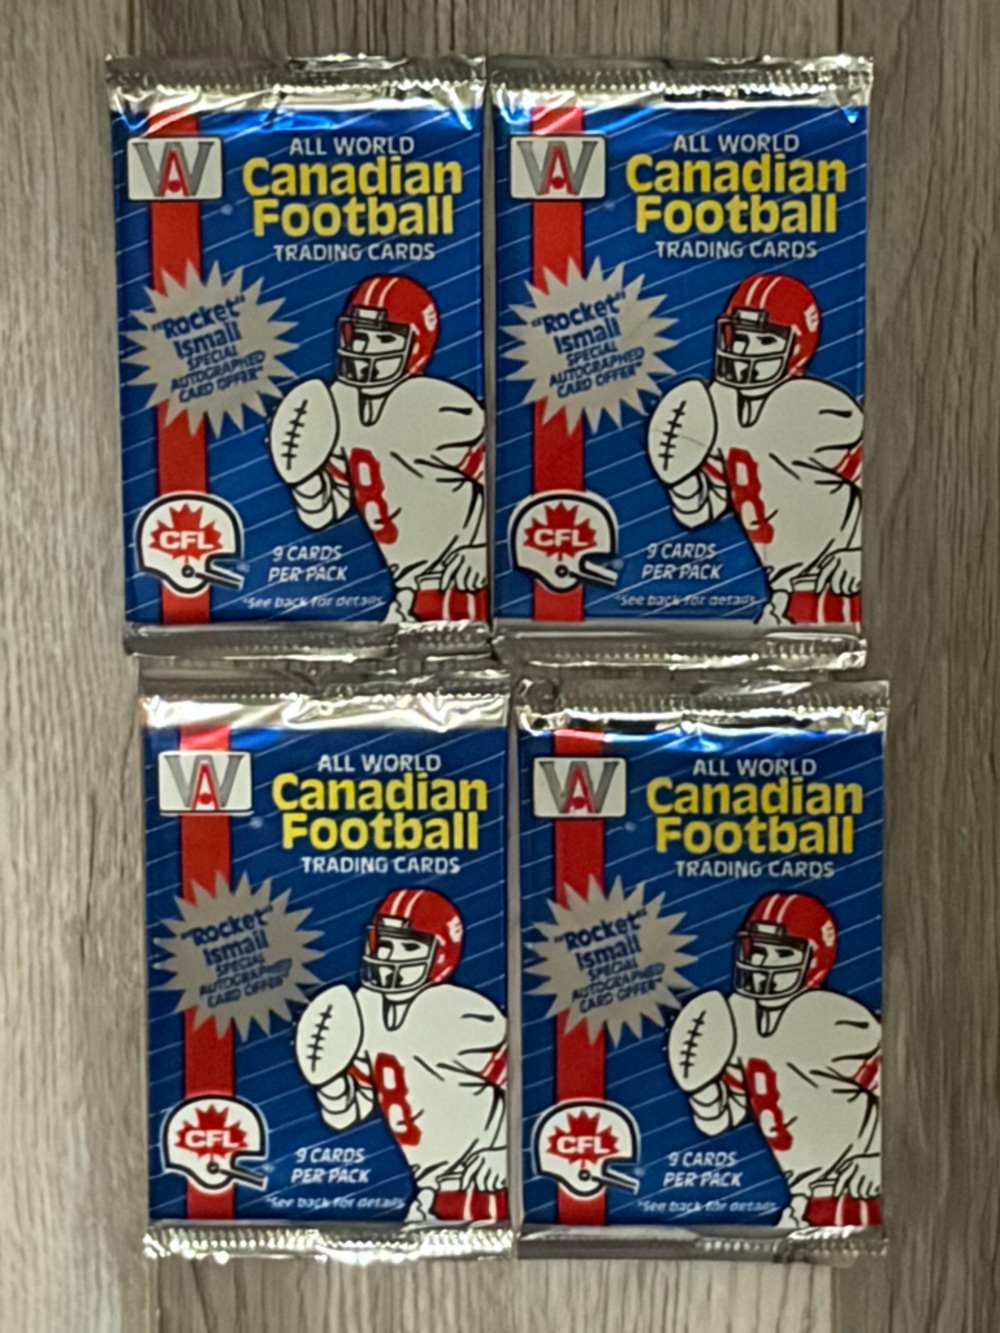 WA
ALL WORLD
Canadian
Football
TRADING CARDS
"Rocket"
Ismail
SPECIAL
AUTOGRAPHED
CARD OFFER*
CFL
9 CARDS
PER PACK
*See back for details
WA
ALL WORLD
Canadian
Football
TRADING CARDS
"Rocket"
Ismail
SPECIAL
AUTOGRAPHED
CARD OFFER*
CFL
9 CARDS
PER PACK
*See back for details
WA
ALL WORLD
Canadian
Football
TRADING CARDS
"Rocket"
Ismail
SPECIAL
AUTOGRAPHED
CARD OFFER*
CFL
9 CARDS
PER PACK
*See back for details
WA
ALL WORLD
Canadian
Football
TRADING CARDS
"Rocket"
Ismail
SPECIAL
AUTOGRAPHED
CARD OFFER*
CFL
9 CARDS
PER PACK
*See back for details